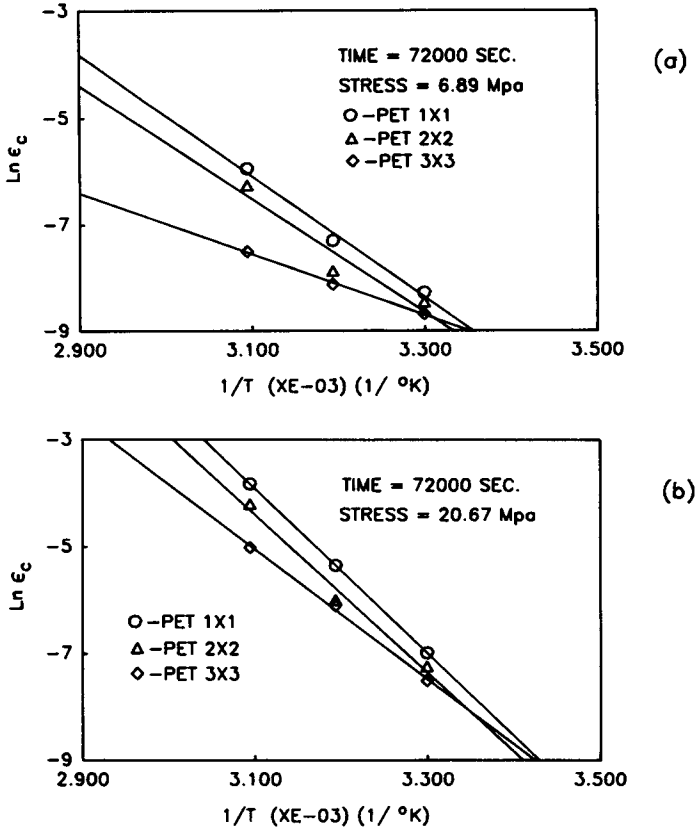 (a)
-3
-5
-7
-9
Ln εc
TIME = 72000 SEC.
STRESS = 6.89 Mpa
O -PET 1X1
△ -PET 2X2
◇ -PET 3X3
2.900 3.100 3.300 3.500
1/T (XE-03) (1/ °K)
(b)
-3
-5
-7
-9
Ln εc
TIME = 72000 SEC.
STRESS = 20.67 Mpa
O -PET 1X1
△ -PET 2X2
◇ -PET 3X3
2.900 3.100 3.300 3.500
1/T (XE-03) (1/ °K)